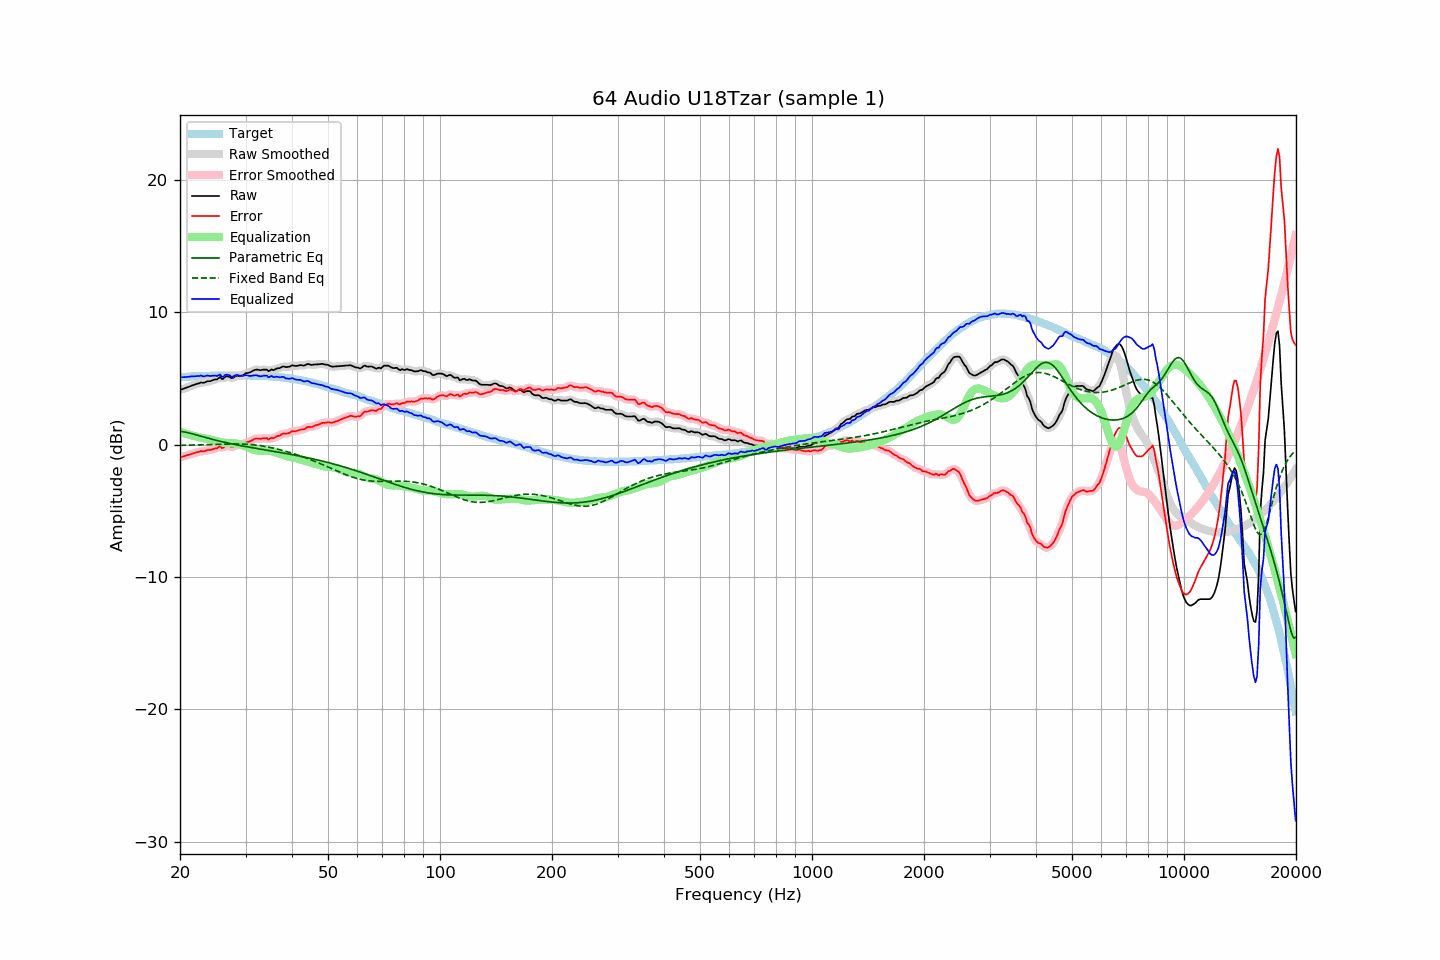 64 Audio U18Tzar (sample 1)
Target
Raw Smoothed
Error Smoothed
Raw
Error
Equalization
Parametric Eq
Fixed Band Eq
Equalized
20
10
0
−10
−20
−30
Amplitude (dBr)
20
50
100
200
500
1000
2000
5000
10000
20000
Frequency (Hz)